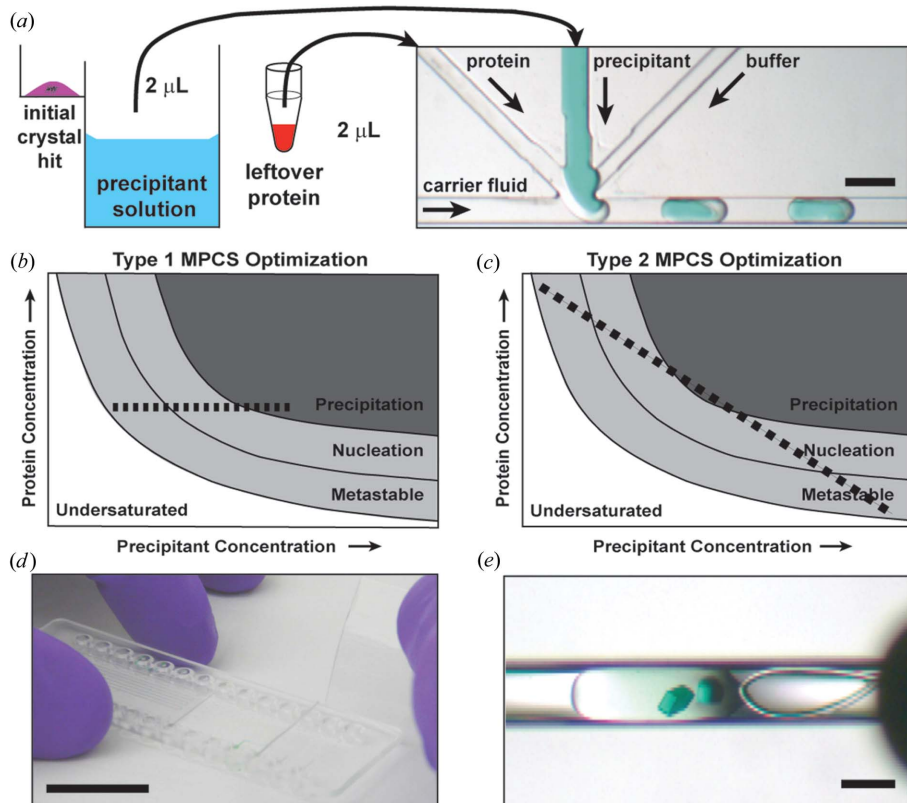 (a)
initial
crystal
hit
2 μL
precipitant
solution
leftover
protein
2 μL
protein
precipitant
buffer
carrier fluid
(b)
Type 1 MPCS Optimization
Protein Concentration
Precipitation
Nucleation
Metastable
Undersaturated
Precipitant Concentration
(c)
Type 2 MPCS Optimization
Protein Concentration
Precipitation
Nucleation
Metastable
Undersaturated
Precipitant Concentration
(d)
(e)